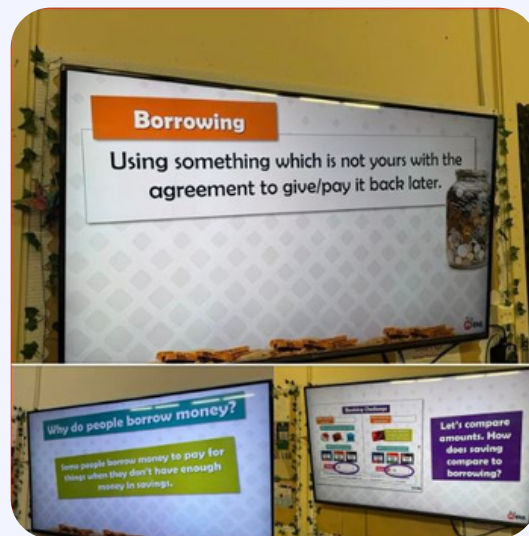 Borrowing
Using something which is not yours with the
agreement to give/pay it back later.
Why do people borrow money?
Some people borrow money to pay for
things when they don't have enough
money in savings.
Let's compare
amounts. How
does saving
compare to
borrowing?